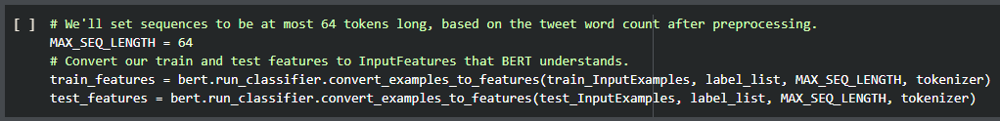 [ ] # We'll set sequences to be at most 64 tokens long, based on the tweet word count after preprocessing.
MAX_SEQ_LENGTH = 64
# Convert our train and test features to InputFeatures that BERT understands.
train_features = bert.run_classifier.convert_examples_to_features(train_InputExamples, label_list, MAX_SEQ_LENGTH, tokenizer)
test_features = bert.run_classifier.convert_examples_to_features(test_InputExamples, label_list, MAX_SEQ_LENGTH, tokenizer)